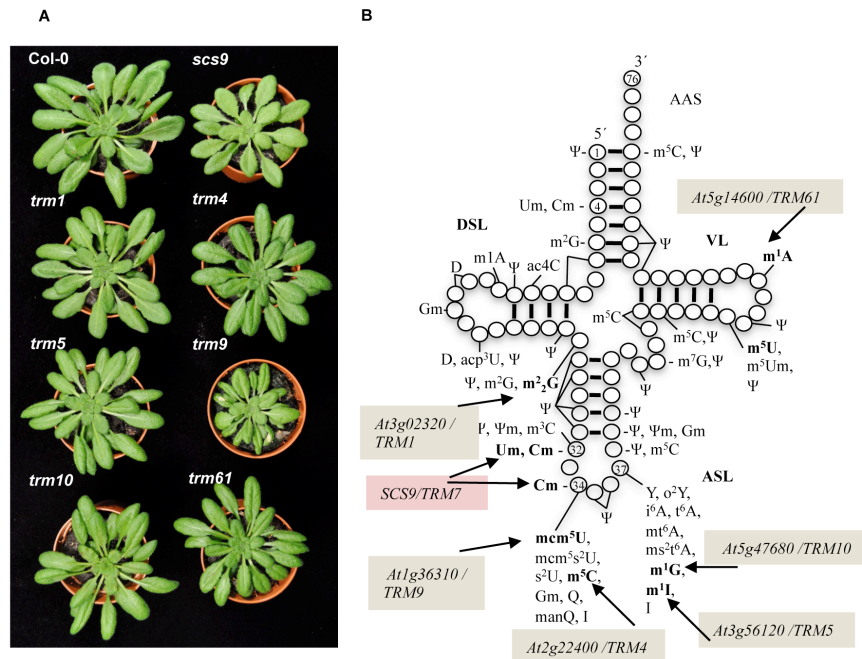 A
B
Col-0
scs9
trm1
trm4
trm5
trm9
trm10
trm61
3´
76
AAS
5´
Ψ- 1 - m⁵C, Ψ
Um, Cm - 4
At5g14600 /TRM61
DSL
m²G-
Ψ
VL
m1A
Ψ
ac4C
D
m¹A
Gm-
m⁵C
m⁵C,Ψ
Ψ
D, acp³U, Ψ
Ψ
m⁵U,
m⁵Um,
Ψ
- m⁷G,Ψ
Ψ
Ψ, m²G, m²₂G
At3g02320 /
TRM1
Ψ
-Ψ
Ψ, Ψm, m³C
-Ψ, Ψm, Gm
Um, Cm -
32
-Ψ, m⁵C
SCS9/TRM7
Cm -
34
37
ASL
Ψ
Y, o²Y,
i⁶A, t⁶A,
mt⁶A,
ms²t⁶A,
m¹G,
m¹I,
I
At5g47680 /TRM10
mcm⁵U,
mcm⁵s²U,
s²U, m⁵C,
Gm, Q,
manQ, I
At1g36310 /
TRM9
At3g56120 /TRM5
At2g22400 /TRM4